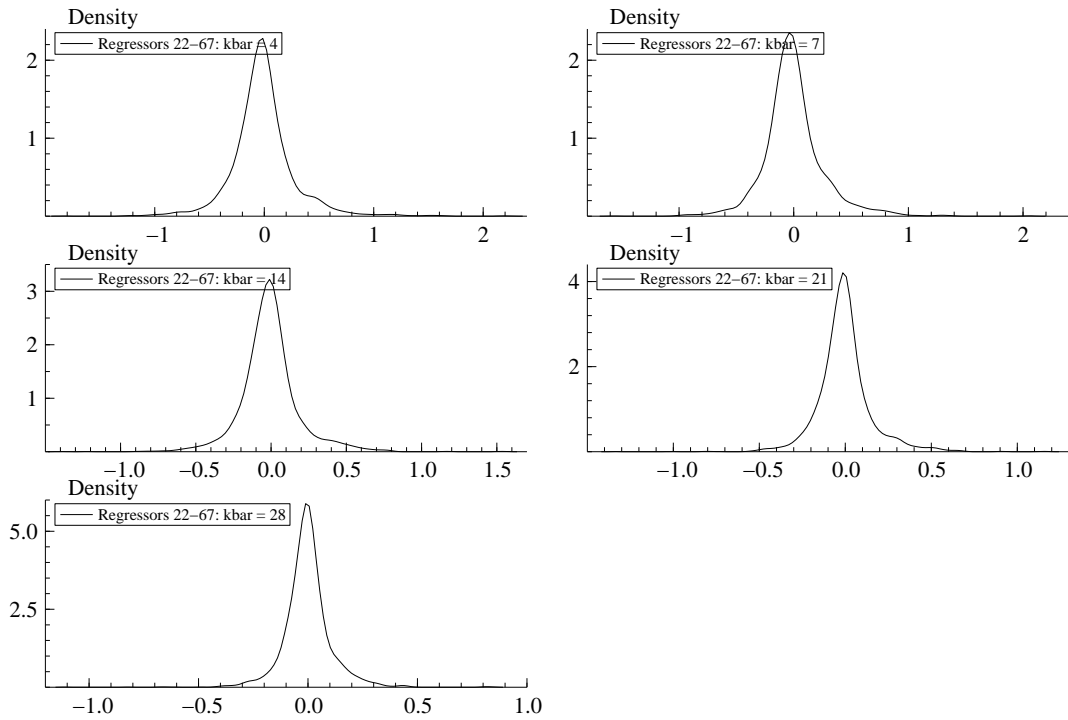 Density
Regressors 22−67: kbar = 4
2
1
−1 0 1 2
Density
Regressors 22−67: kbar = 7
2
1
−1 0 1 2
Density
Regressors 22−67: kbar = 14
3
2
1
−1.0 −0.5 0.0 0.5 1.0 1.5
Density
Regressors 22−67: kbar = 21
4
2
−1.0 −0.5 0.0 0.5 1.0
Density
Regressors 22−67: kbar = 28
5.0
2.5
−1.0 −0.5 0.0 0.5 1.0